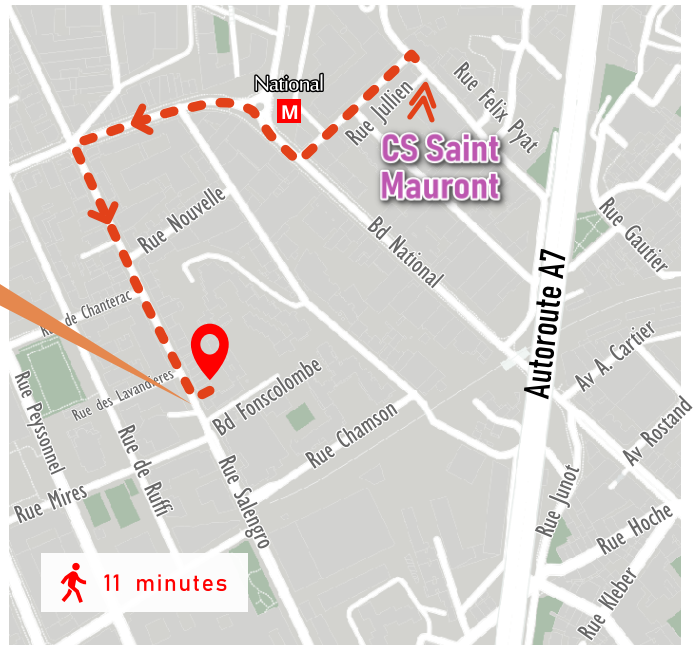 National
M
Rue Jullien
Rue Felix Pyat
CS Saint
Mauront
Rue Nouvelle
Bd National
Rue Gautier
Autoroute A7
Rue de Chanterac
Rue des Lavandieres
Bd Fonscolombe
Av A. Cartier
Rue Peyssonnel
Rue de Ruffi
Rue Chamson
Av Rostand
Rue Mires
Rue Salengro
Rue Junot
Rue Hoche
Rue Kleber
11 minutes